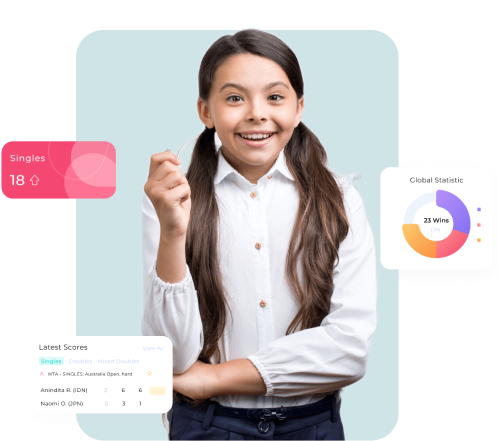 Singles
18
Global Statistic
23 Wins
Latest Scores
View All
Singles Doubles Mixed Doubles
WTA - SINGLES: Australia Open, hard
Anindita R. (IDN) 2 6 6
Naomi O. (JPN) 6 3 1